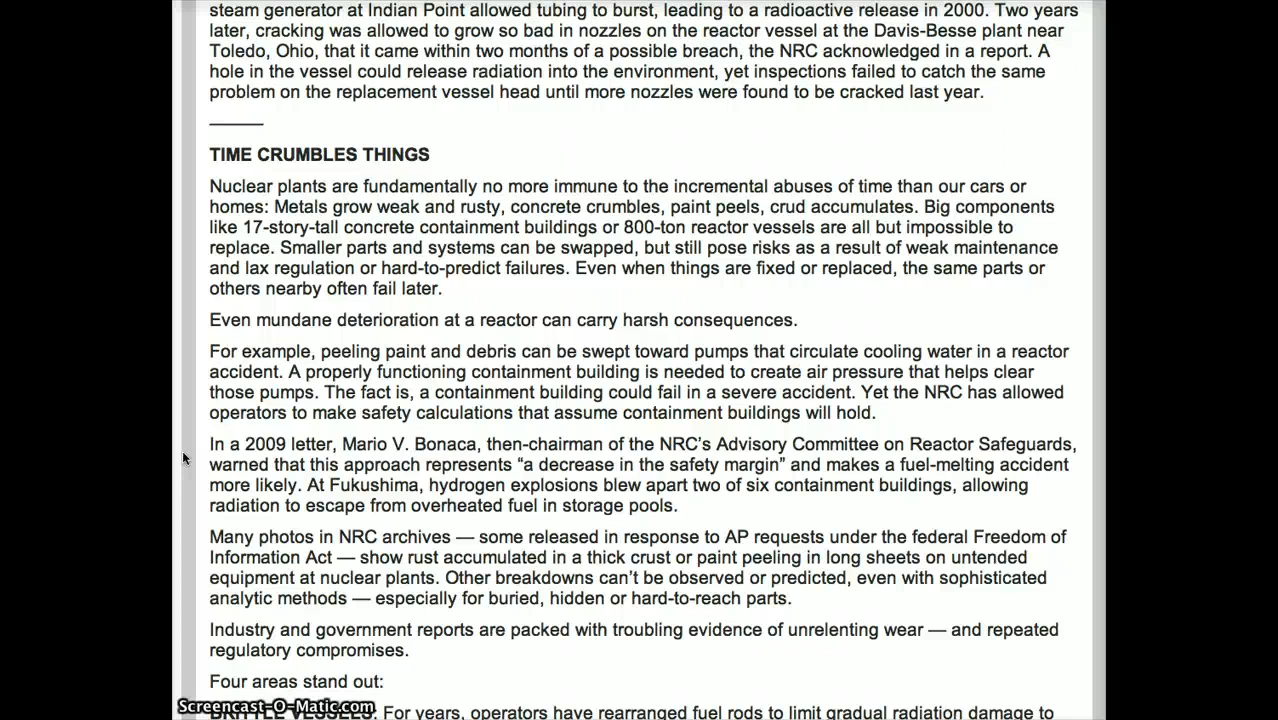 steam generator at Indian Point allowed tubing to burst, leading to a radioactive release in 2000. Two years
later, cracking was allowed to grow so bad in nozzles on the reactor vessel at the Davis-Besse plant near
Toledo, Ohio, that it came within two months of a possible breach, the NRC acknowledged in a report. A
hole in the vessel could release radiation into the environment, yet inspections failed to catch the same
problem on the replacement vessel head until more nozzles were found to be cracked last year.
TIME CRUMBLES THINGS
Nuclear plants are fundamentally no more immune to the incremental abuses of time than our cars or
homes: Metals grow weak and rusty, concrete crumbles, paint peels, crud accumulates. Big components
like 17-story-tall concrete containment buildings or 800-ton reactor vessels are all but impossible to
replace. Smaller parts and systems can be swapped, but still pose risks as a result of weak maintenance
and lax regulation or hard-to-predict failures. Even when things are fixed or replaced, the same parts or
others nearby often fail later.
Even mundane deterioration at a reactor can carry harsh consequences.
For example, peeling paint and debris can be swept toward pumps that circulate cooling water in a reactor
accident. A properly functioning containment building is needed to create air pressure that helps clear
those pumps. The fact is, a containment building could fail in a severe accident. Yet the NRC has allowed
operators to make safety calculations that assume containment buildings will hold.
In a 2009 letter, Mario V. Bonaca, then-chairman of the NRC's Advisory Committee on Reactor Safeguards,
warned that this approach represents “a decrease in the safety margin” and makes a fuel-melting accident
more likely. At Fukushima, hydrogen explosions blew apart two of six containment buildings, allowing
radiation to escape from overheated fuel in storage pools.
Many photos in NRC archives — some released in response to AP requests under the federal Freedom of
Information Act — show rust accumulated in a thick crust or paint peeling in long sheets on untended
equipment at nuclear plants. Other breakdowns can't be observed or predicted, even with sophisticated
analytic methods — especially for buried, hidden or hard-to-reach parts.
Industry and government reports are packed with troubling evidence of unrelenting wear — and repeated
regulatory compromises.
Four areas stand out:
BRITTLE VESSELS: For years, operators have rearranged fuel rods to limit gradual radiation damage to
Screencast-O-Matic.com